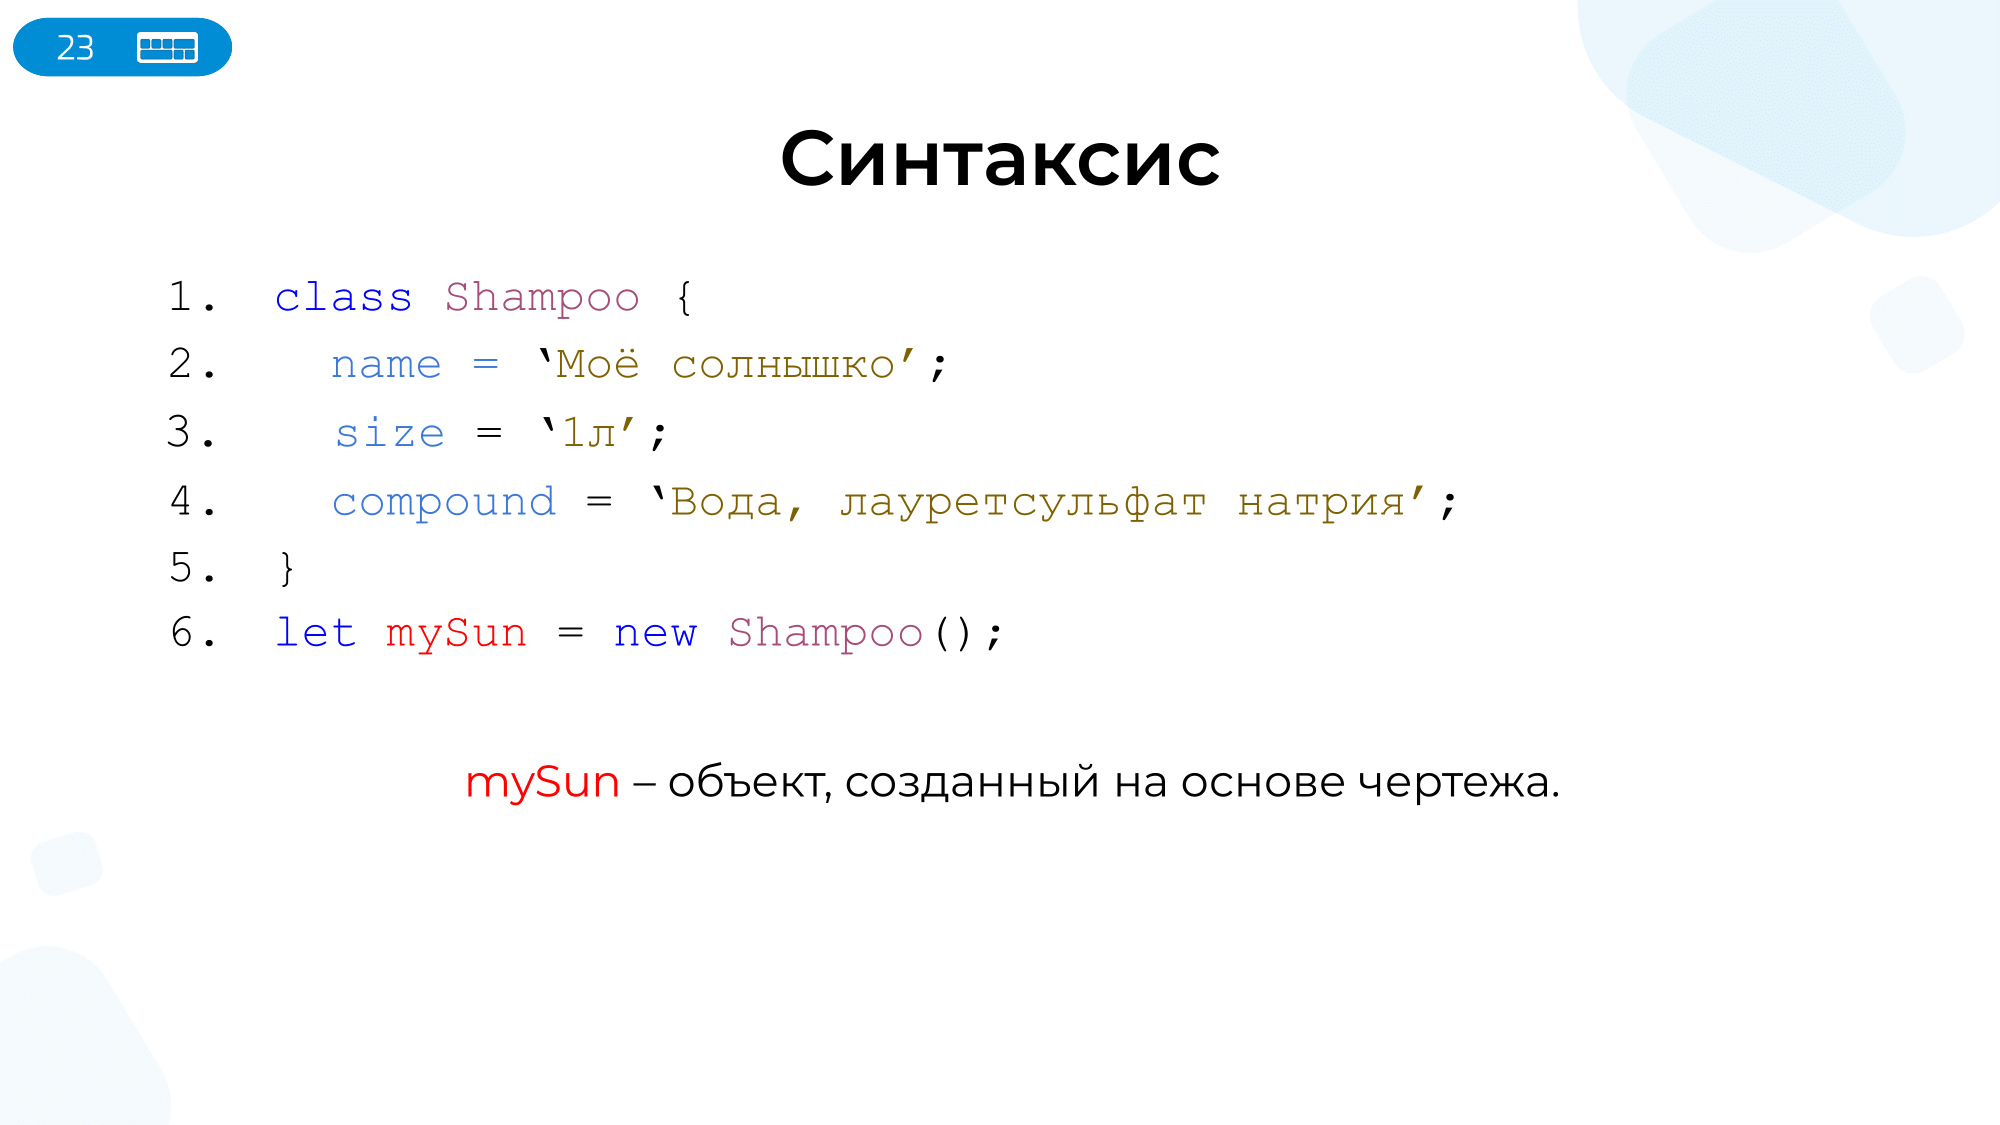 23
Синтаксис
1. class Shampoo {
2. name = ‘Моё солнышко’;
3. size = ‘1л’;
4. compound = ‘Вода, лауретсульфат натрия’;
5. }
6. let mySun = new Shampoo();
mySun – объект, созданный на основе чертежа.